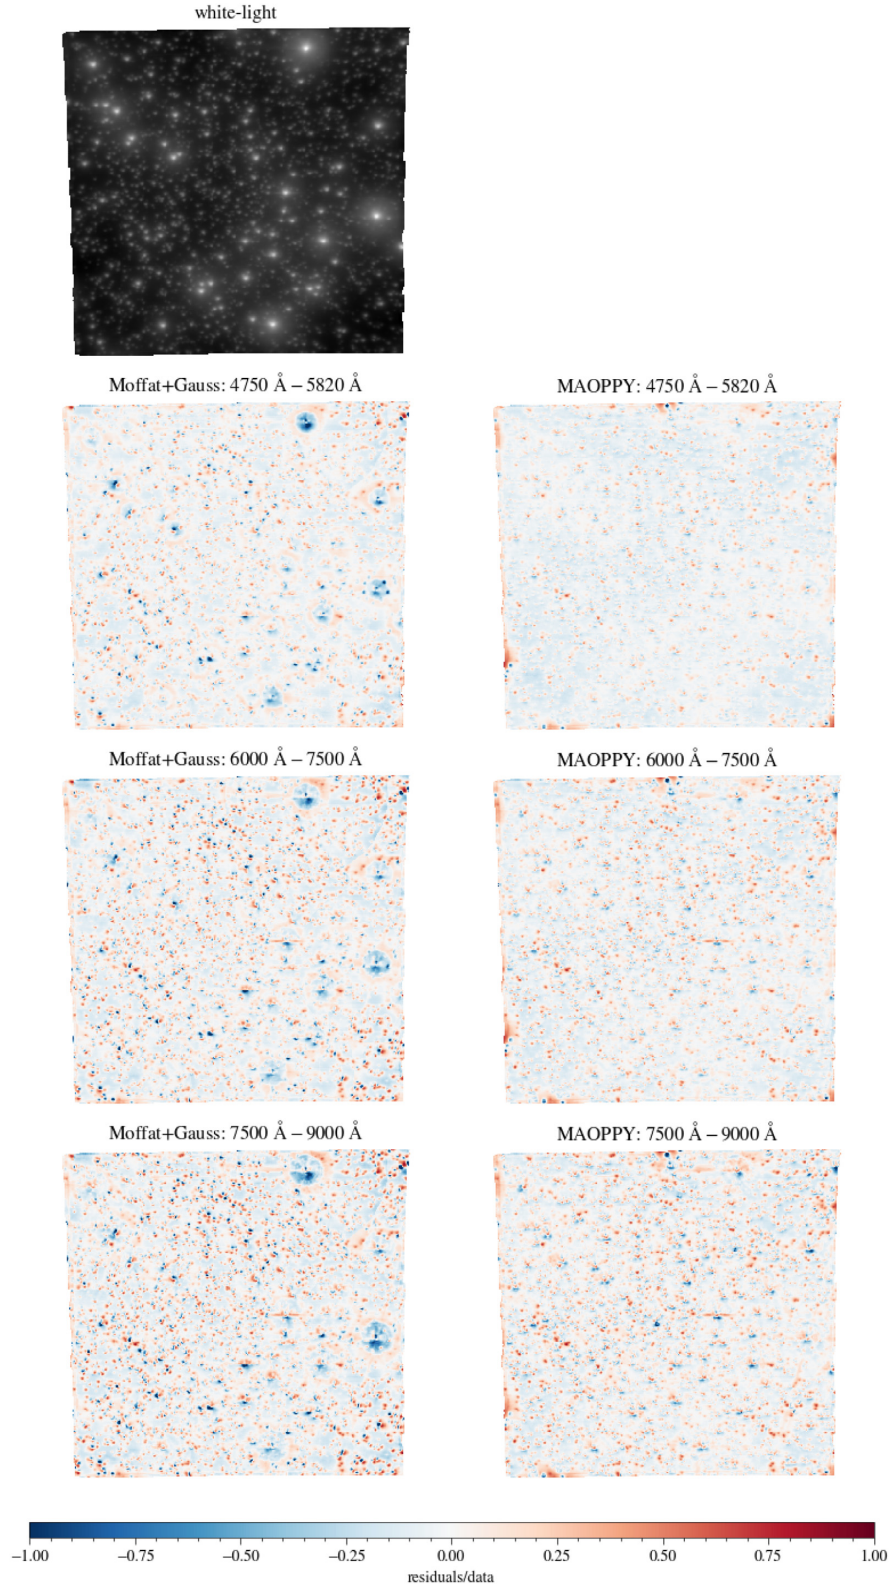 white-light
Moffat+Gauss: 4750 Å – 5820 Å
MAOPPY: 4750 Å – 5820 Å
Moffat+Gauss: 6000 Å – 7500 Å
MAOPPY: 6000 Å – 7500 Å
Moffat+Gauss: 7500 Å – 9000 Å
MAOPPY: 7500 Å – 9000 Å
−1.00 −0.75 −0.50 −0.25 0.00 0.25 0.50 0.75 1.00
residuals/data